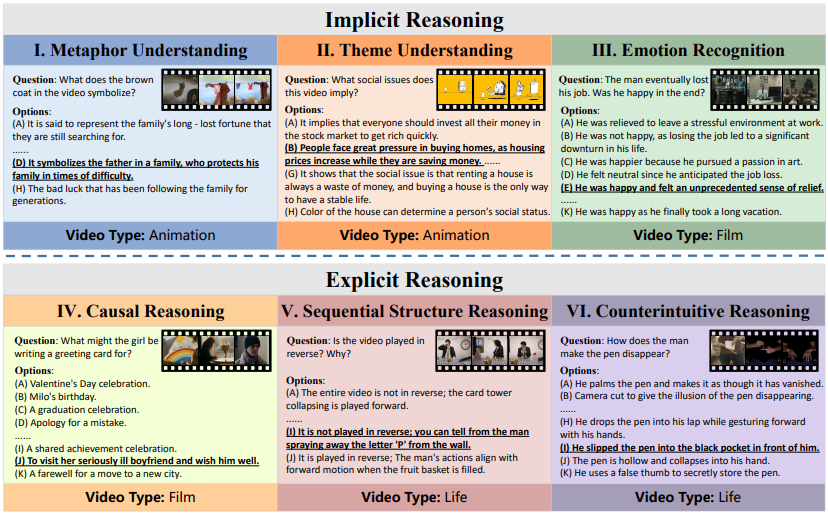 Implicit Reasoning
I. Metaphor Understanding
Question: What does the brown
coat in the video symbolize?
Options:
(A) It is said to represent the family's long - lost fortune that
they are still searching for.
......
(D) It symbolizes the father in a family, who protects his
family in times of difficulty.
(H) The bad luck that has been following the family for
generations.
Video Type: Animation
II. Theme Understanding
Question: What social issues does
this video imply?
Options:
(A) It implies that everyone should invest all their money in
the stock market to get rich quickly.
(B) People face great pressure in buying homes, as housing
prices increase while they are saving money. ......
(G) It shows that the social issue is that renting a house is
always a waste of money, and buying a house is the only way
to have a stable life.
(H) Color of the house can determine a person's social status.
Video Type: Animation
III. Emotion Recognition
Question: The man eventually lost
his job. Was he happy in the end?
Options:
(A) He was relieved to leave a stressful environment at work.
(B) He was not happy, as losing the job led to a significant
downturn in his life.
(C) He was happier because he pursued a passion in art.
(D) He felt neutral since he anticipated the job loss.
(E) He was happy and felt an unprecedented sense of relief.
......
(K) He was happy as he finally took a long vacation.
Video Type: Film
Explicit Reasoning
IV. Causal Reasoning
Question: What might the girl be
writing a greeting card for?
Options:
(A) Valentine's Day celebration.
(B) Milo's birthday.
(C) A graduation celebration.
(D) Apology for a mistake.
......
(I) A shared achievement celebration.
(J) To visit her seriously ill boyfriend and wish him well.
(K) A farewell for a move to a new city.
Video Type: Film
V. Sequential Structure Reasoning
Question: Is the video played in
reverse? Why?
Options:
(A) The entire video is not in reverse; the card tower
collapsing is played forward.
......
(I) It is not played in reverse; you can tell from the man
spraying away the letter 'P' from the wall.
(J) It is played in reverse; The man's actions align with
forward motion when the fruit basket is filled.
Video Type: Life
VI. Counterintuitive Reasoning
Question: How does the man
make the pen disappear?
Options:
(A) He palms the pen and makes it as though it has vanished.
(B) Camera cut to give the illusion of the pen disappearing.
......
(H) He drops the pen into his lap while gesturing forward
with his hands.
(I) He slipped the pen into the black pocket in front of him.
(J) The pen is hollow and collapses into his hand.
(K) He uses a false thumb to secretly store the pen.
Video Type: Life